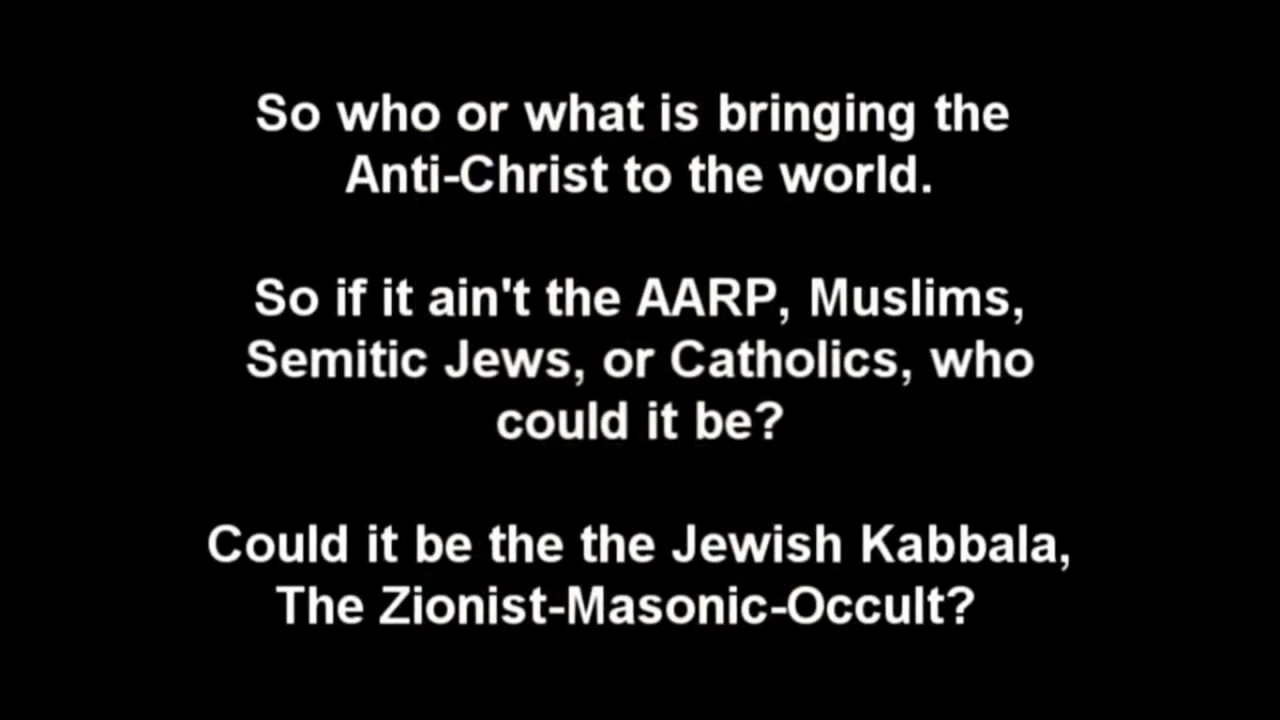 So who or what is bringing the
Anti-Christ to the world.
So if it ain't the AARP, Muslims,
Semitic Jews, or Catholics, who
could it be?
Could it be the the Jewish Kabbala,
The Zionist-Masonic-Occult?